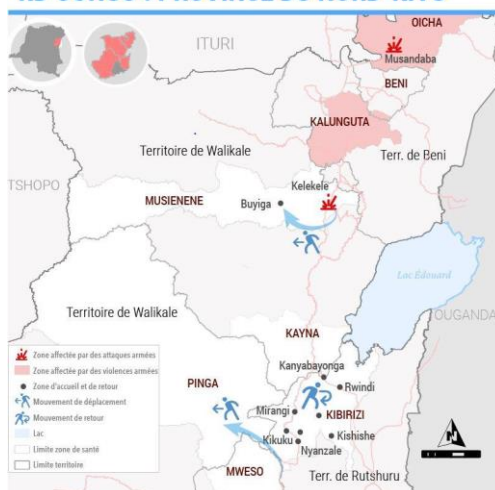 OICHA
ITURI
Musandaba
BENI
KALUNGUTA
Territoire de Walikale
Terr. de Beni
TSHOPO
Kelekele
MUSIENENE
Buyiga
Lac Édouard
Territoire de Walikale
OUGANDA
KAYNA
Zone affectée par des attaques armées
Kanyabayonga
Zone affectée par des violences armées
PINGA
Rwindi
Zone d'accueil et de retour
Mouvement de déplacement
Mirangi
KIBIRIZI
Mouvement de retour
Lac
Kikuku
Kishishe
Limite zone de santé
Nyanzale
Limite territoire
MWESO
Terr. de Rutshuru
N